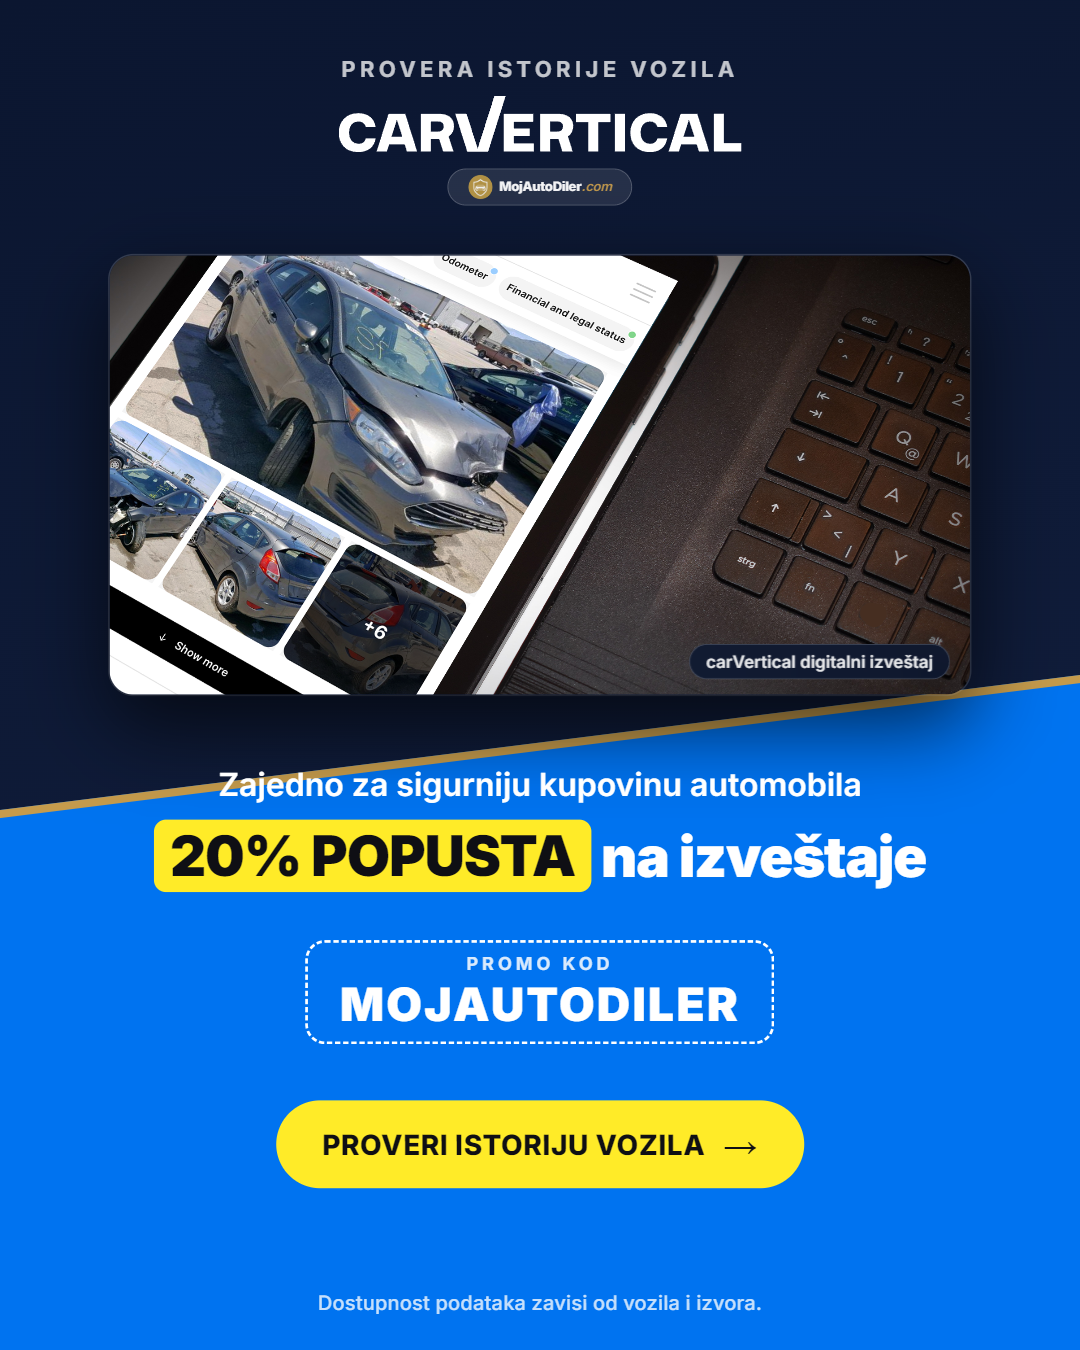 PROVERA ISTORIJE VOZILA
CARVERTICAL
MojAutoDiler.com
Odometer
Financial and legal status
+6
↓ Show more
esc
?
!
1
"
2
Q
@
W
A
S
>
<
|
Y
X
strg
fn
alt
carVertical digitalni izveštaj
Zajedno za sigurniju kupovinu automobila
20% POPUSTA na izveštaje
PROMO KOD
MOJAUTODILER
PROVERI ISTORIJU VOZILA →
Dostupnost podataka zavisi od vozila i izvora.